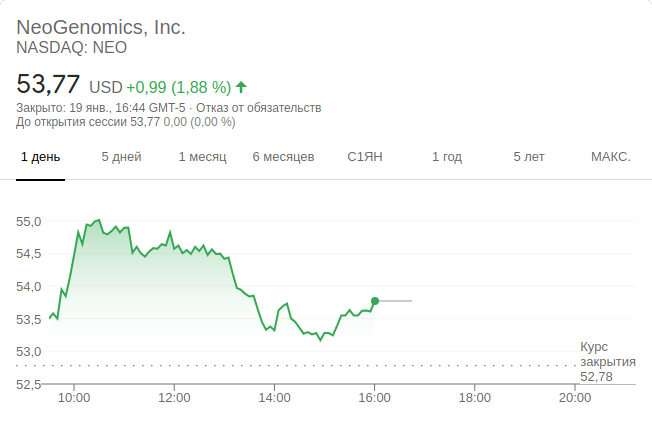 NeoGenomics, Inc.
NASDAQ: NEO
53,77 USD +0,99 (1,88 %)
Закрыто: 19 янв., 16:44 GMT-5 · Отказ от обязательств
До открытия сессии 53,77 0,00 (0,00 %)
1 день 5 дней 1 месяц 6 месяцев С1ЯН 1 год 5 лет МАКС.
55,0
54,5
54,0
53,5
53,0
52,5
Курс
закрытия
52,78
10:00 12:00 14:00 16:00 18:00 20:00